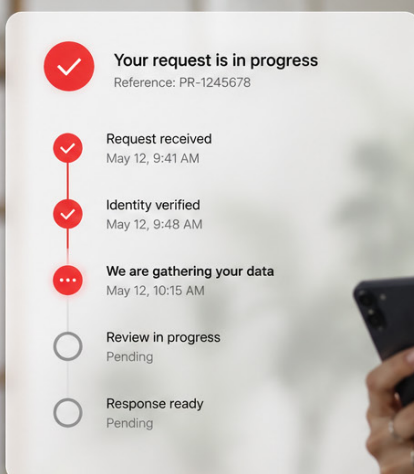 Your request is in progress
Reference: PR-1245678
Request received
May 12, 9:41 AM
Identity verified
May 12, 9:48 AM
We are gathering your data
May 12, 10:15 AM
Review in progress
Pending
Response ready
Pending